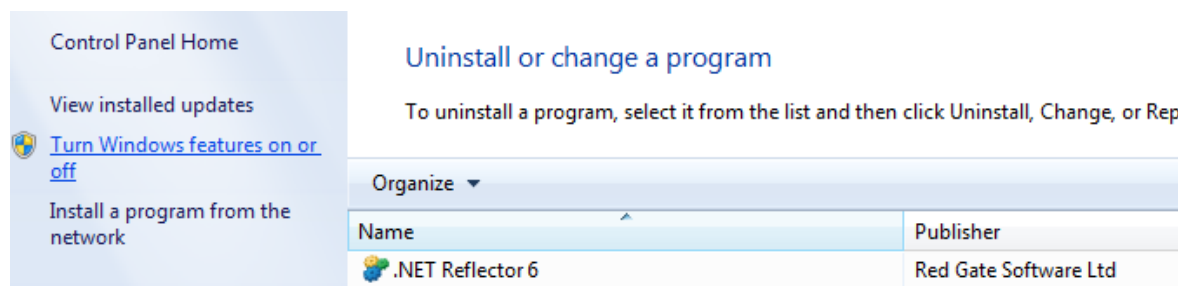 Control Panel Home
View installed updates
Turn Windows features on or
off
Install a program from the
network
Uninstall or change a program
To uninstall a program, select it from the list and then click Uninstall, Change, or Rep
Organize
Name
Publisher
.NET Reflector 6
Red Gate Software Ltd